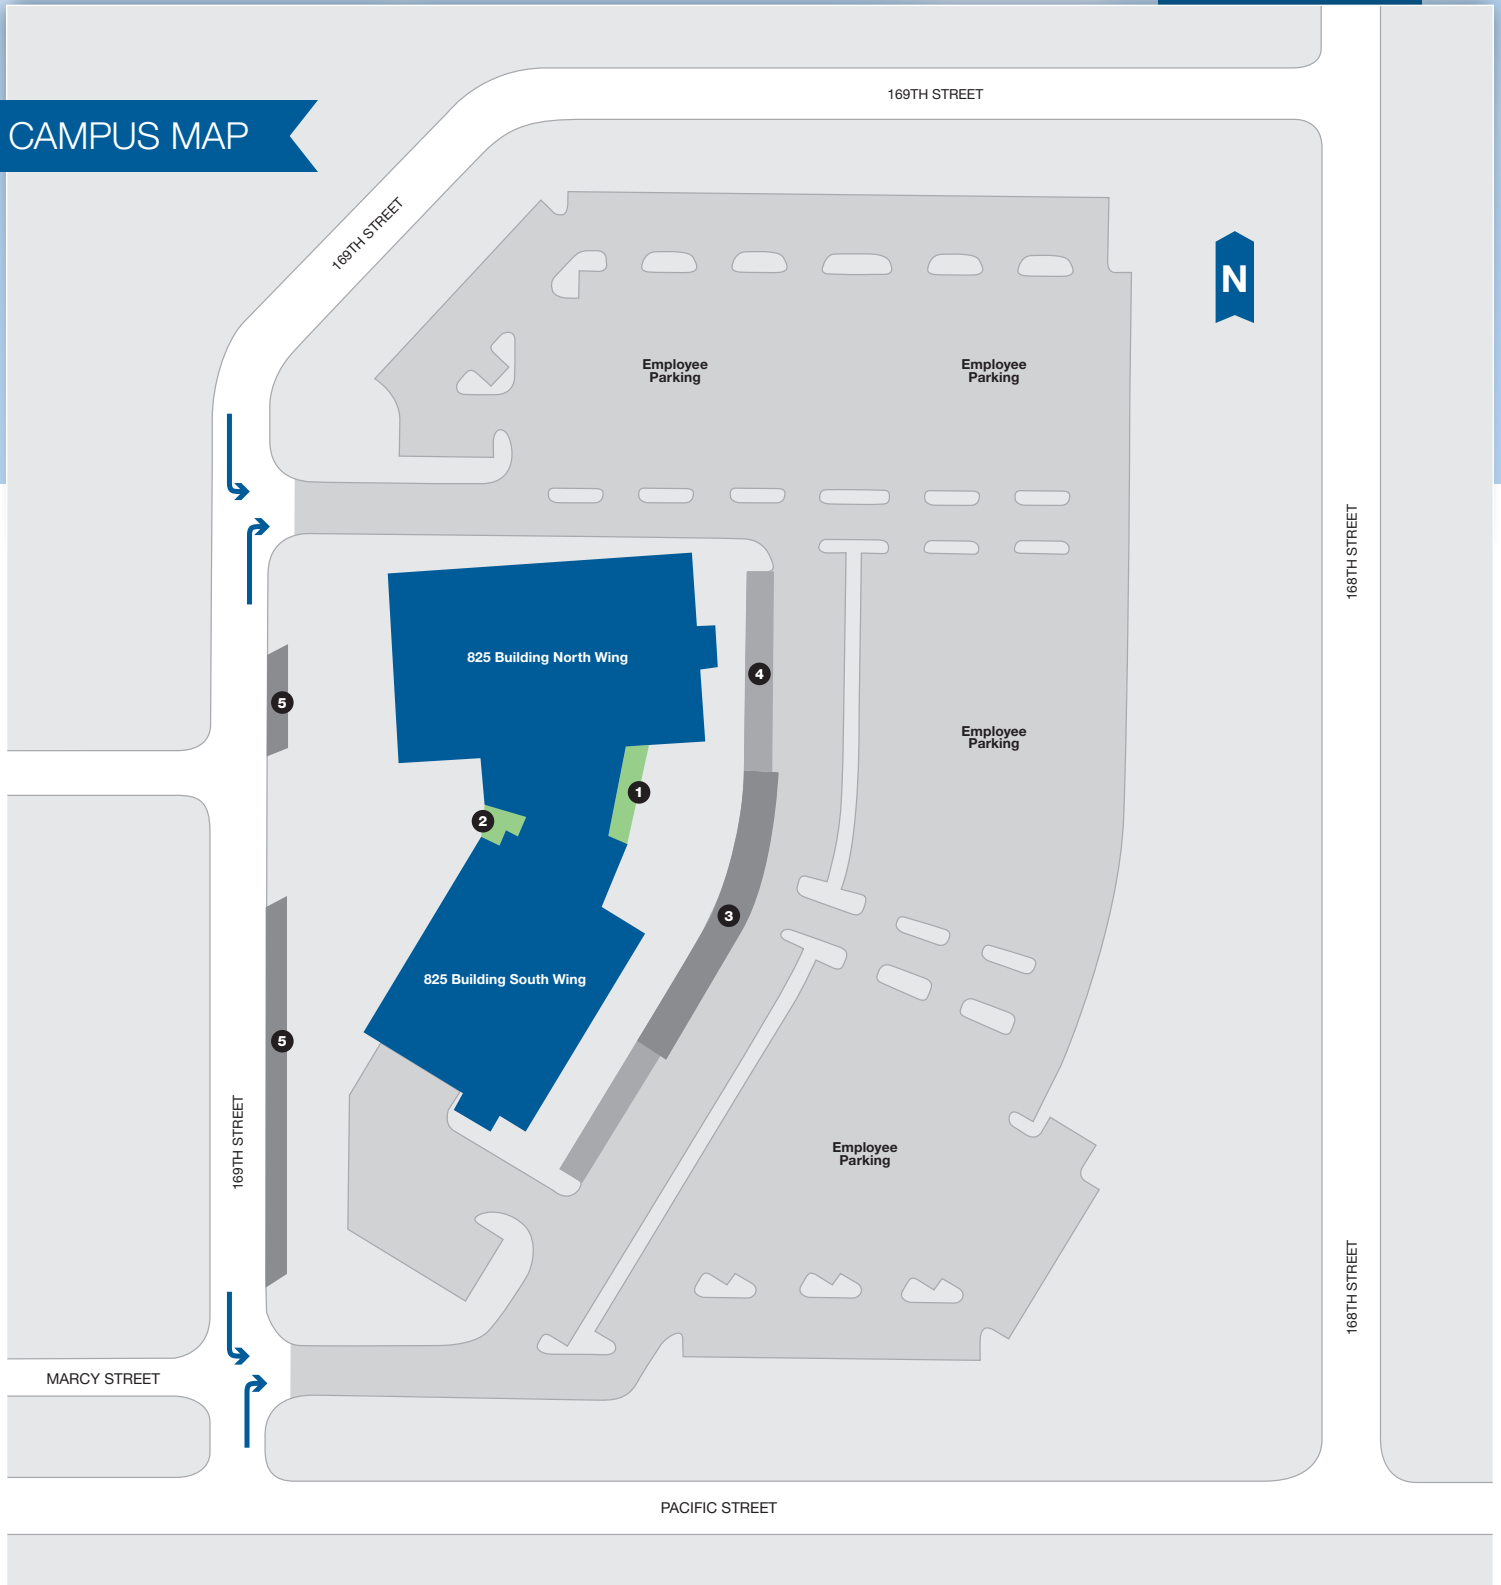 169TH STREET
CAMPUS MAP
169TH STREET
N
Employee
Parking
Employee
Parking
168TH STREET
825 Building North Wing
4
5
Employee
Parking
1
2
3
825 Building South Wing
5
169TH STREET
Employee
Parking
168TH STREET
MARCY STREET
PACIFIC STREET